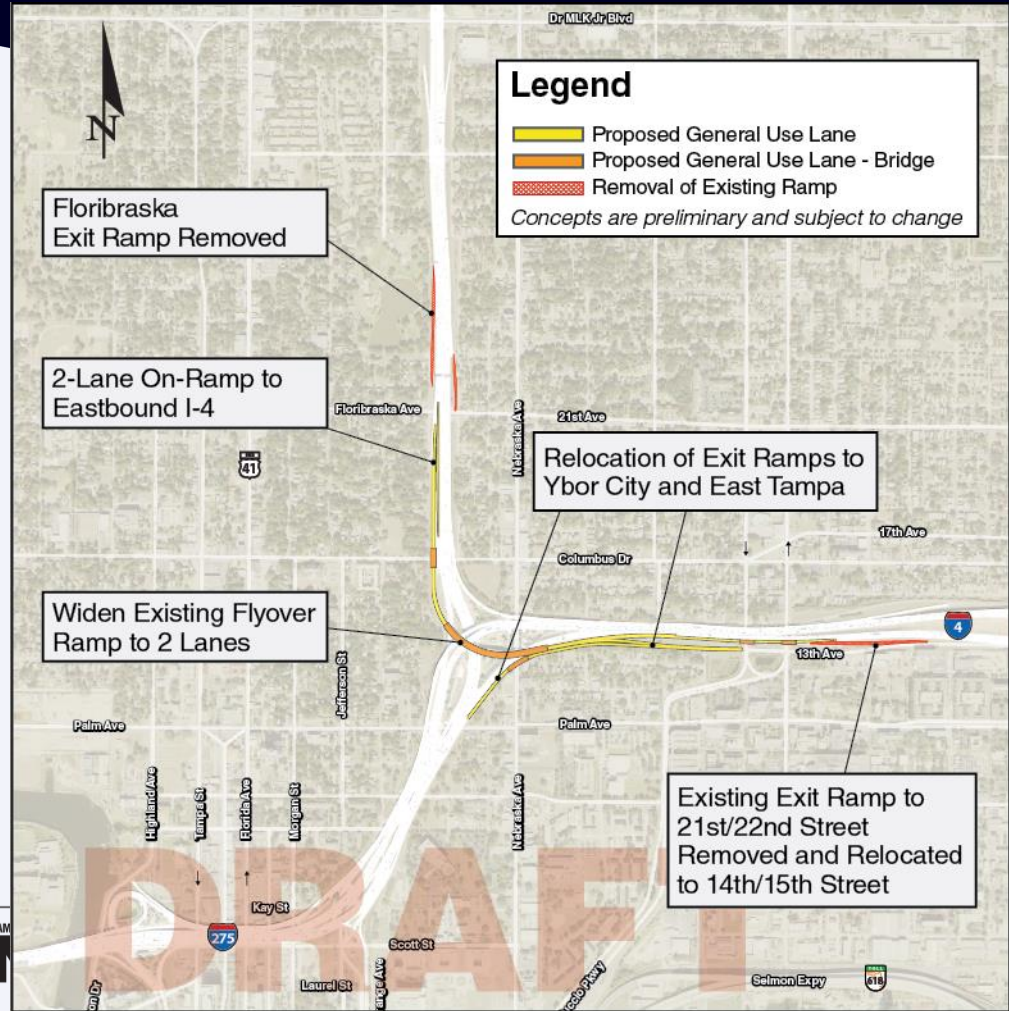 Dr MLK Jr Blvd
N
Legend
Proposed General Use Lane
Proposed General Use Lane - Bridge
Removal of Existing Ramp
Concepts are preliminary and subject to change
Floribraska
Exit Ramp Removed
2-Lane On-Ramp to
Eastbound I-4
Floribraska Ave
21st Ave
Nebraska Ave
41
Relocation of Exit Ramps to
Ybor City and East Tampa
17th Ave
Columbus Dr
Widen Existing Flyover
Ramp to 2 Lanes
4
13th Ave
Jefferson St
Palm Ave
Palm Ave
Highland Ave
Tampa St
Florida Ave
Morgan St
Nebraska Ave
Existing Exit Ramp to
21st/22nd Street
Removed and Relocated
to 14th/15th Street
DRAFT
Kay St
275
Scott St
Laurel St
Selmon Expy
TOLL
618